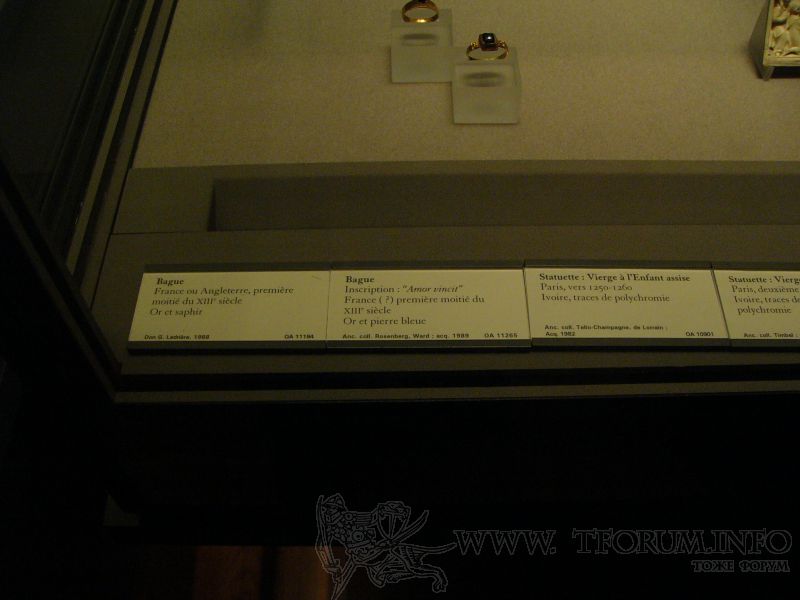 Bague
France ou Angleterre, première
moitié du XIIIe siècle
Or et saphir
Don G. Ladrière, 1988 OA 11184
Bague
Inscription : "Amor vincit"
France (?) première moitié du
XIIIe siècle
Or et pierre bleue
Anc. coll. Rosenberg, Ward ; acq. 1989 OA 11265
Statuette : Vierge à l'Enfant assise
Paris, vers 1250-1260
Ivoire, traces de polychromie
Anc. coll. Tollo-Champagne, de Lorrain ;
Acq. 1982 OA 10901
Statuette : Vierg
Paris, deuxième
Ivoire, traces de
polychromie
Anc. coll. Timbal ;
WWW. TFORUM.INFO
ТОЖЕ ФОРУМ